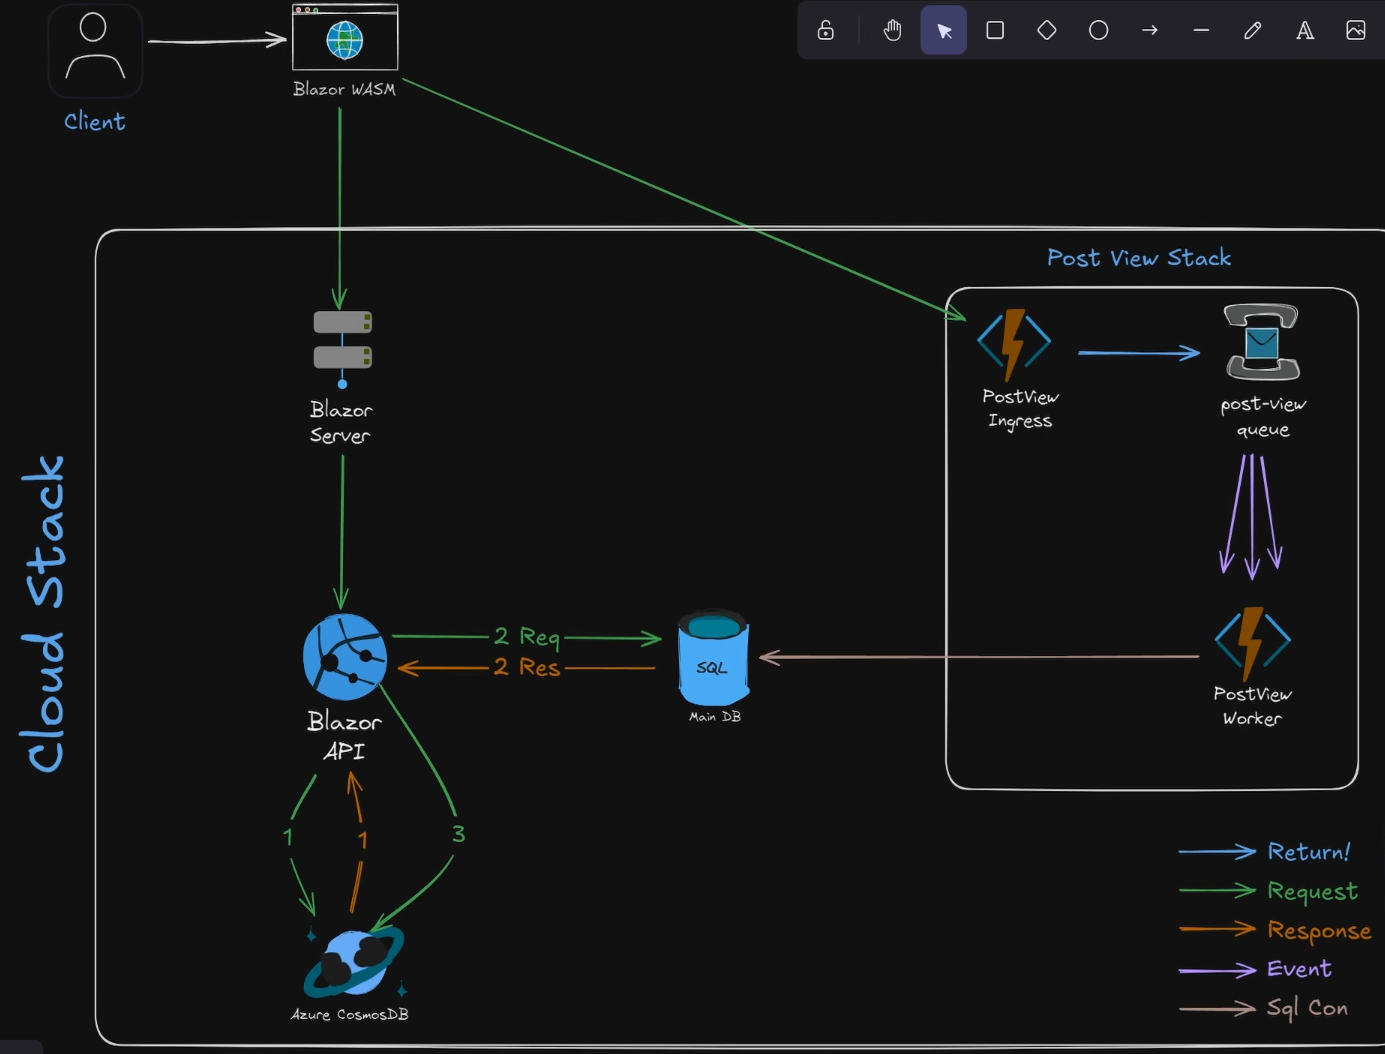 Client
Blazor WASM
Post View Stack
PostView
Ingress
post-view
queue
Blazor
Server
Cloud Stack
2 Req
2 Res
SQL
Main DB
PostView
Worker
Blazor
API
1
1
3
Azure CosmosDB
Return!
Request
Response
Event
Sql Con
A